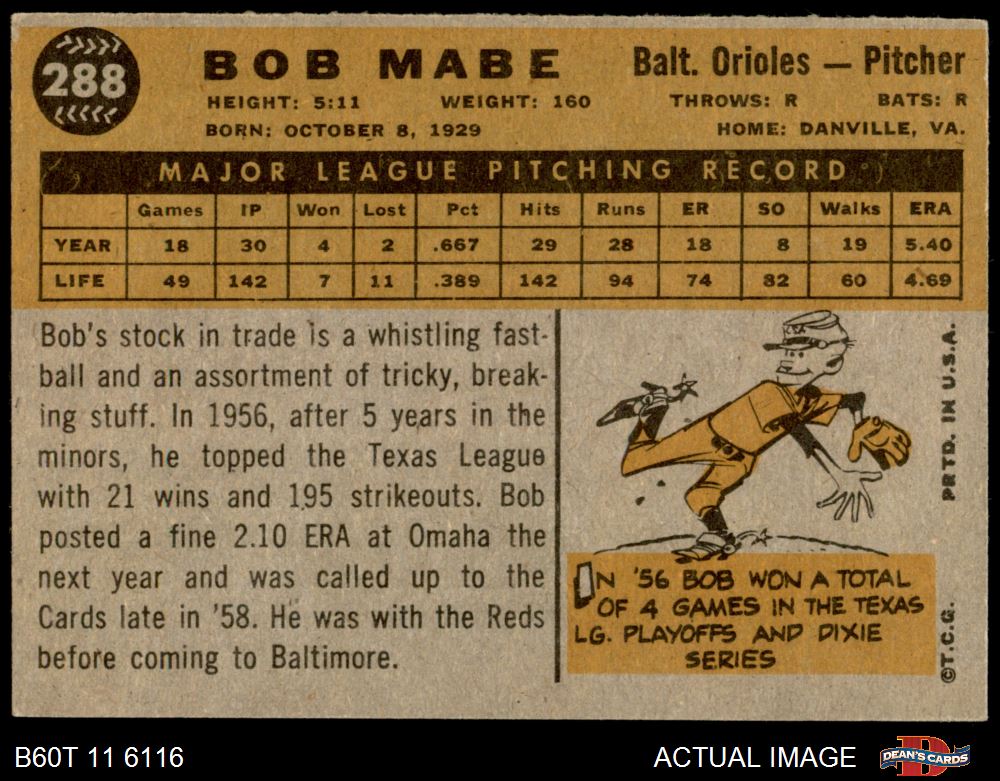 288
BOB MABE
Balt. Orioles — Pitcher
HEIGHT: 5:11 WEIGHT: 160 THROWS: R BATS: R
BORN: OCTOBER 8, 1929 HOME: DANVILLE, VA.
MAJOR LEAGUE PITCHING RECORD
Games IP Won Lost Pct Hits Runs ER SO Walks ERA
YEAR 18 30 4 2 .667 29 28 18 8 19 5.40
LIFE 49 142 7 11 .389 142 94 74 82 60 4.69
Bob's stock in trade is a whistling fast-
ball and an assortment of tricky, break-
ing stuff. In 1956, after 5 years in the
minors, he topped the Texas League
with 21 wins and 195 strikeouts. Bob
posted a fine 2.10 ERA at Omaha the
next year and was called up to the
Cards late in '58. He was with the Reds
before coming to Baltimore.
IN '56 BOB WON A TOTAL
OF 4 GAMES IN THE TEXAS
LG. PLAYOFFS AND DIXIE
SERIES
PRTD. IN U.S.A.
©T.C.G.
B60T 11 6116
ACTUAL IMAGE
DEAN'S CARDS